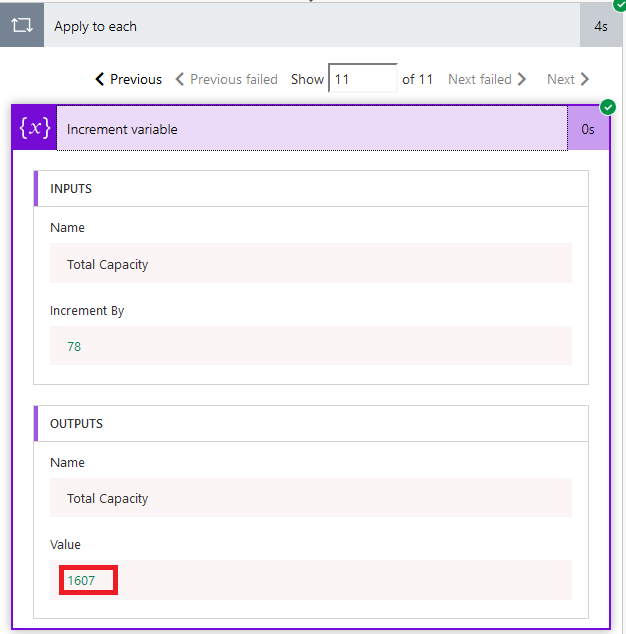 Apply to each 4s
Previous Previous failed Show 11 of 11 Next failed Next
{x} Increment variable 0s
INPUTS
Name
Total Capacity
Increment By
78
OUTPUTS
Name
Total Capacity
Value
1607